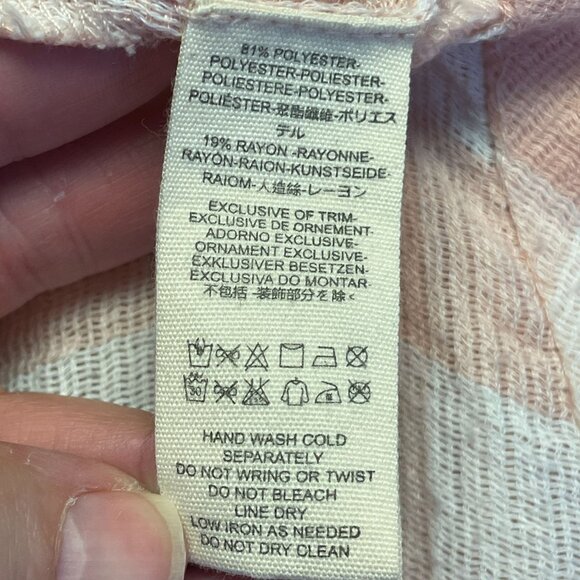 81% POLYESTER-
POLYESTER-POLIESTER-
POLIESTERE-POLYESTER-
POLIÉSTER-聚酯纖維-ポリエス
テル
19% RAYON -RAYONNE-
RAYÓN-RAION-KUNSTSEIDE-
RAIOM-人造絲-レーヨン
EXCLUSIVE OF TRIM-
EXCLUSIVE DE ORNEMENT-
ADORNO EXCLUSIVE-
ORNAMENT EXCLUSIVE-
EXKLUSIVER BESETZEN-
EXCLUSIVA DO MONTAR
不包括 -装飾部分を除く
30
HAND WASH COLD
SEPARATELY
DO NOT WRING OR TWIST
DO NOT BLEACH
LINE DRY
LOW IRON AS NEEDED
DO NOT DRY CLEAN